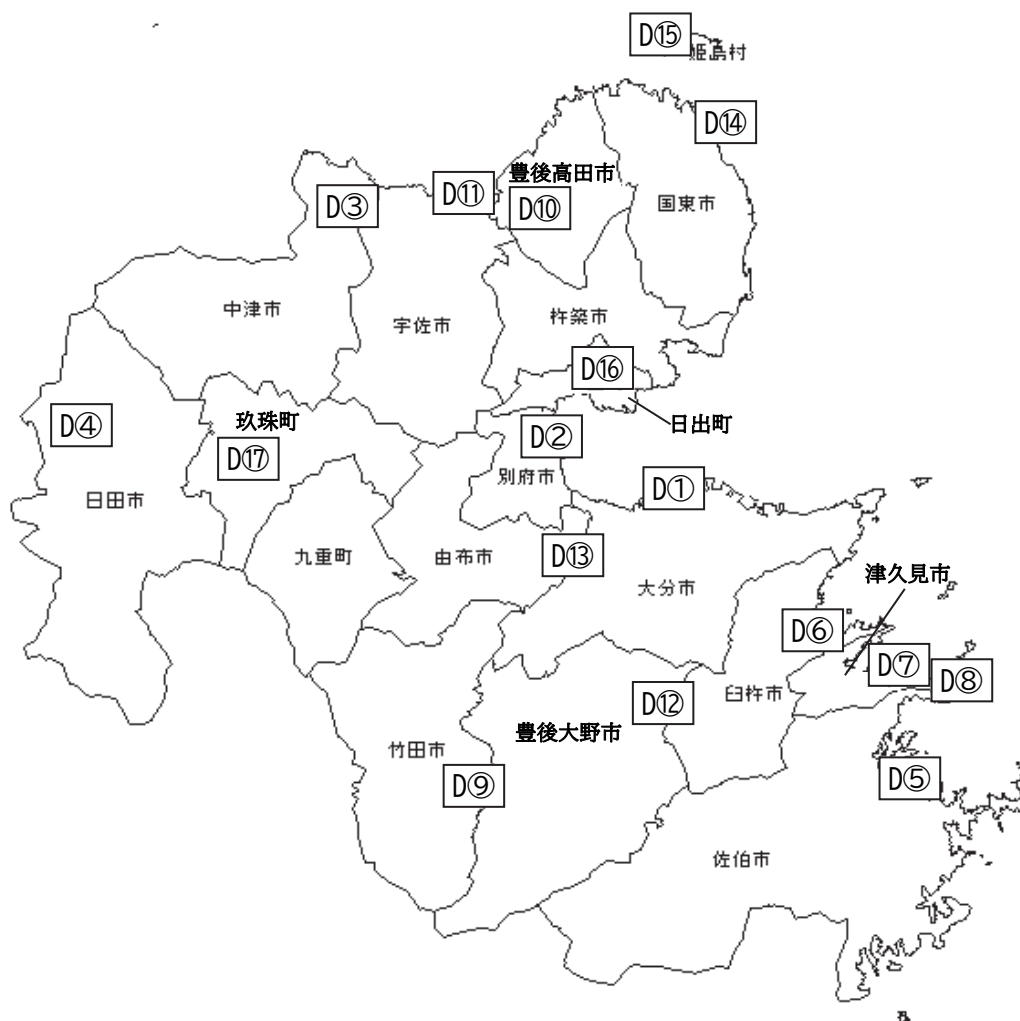 D⑮
姫島村
D⑭
豊後高田市
D⑪
D③
D⑩
国東市
中津市
宇佐市
杵築市
D⑯
玖珠町
日出町
D④
D②
D⑰
別府市
D①
日田市
九重町
由布市
D⑬
津久見市
大分市
D⑥
D⑦
D⑧
臼杵市
D⑫
豊後大野市
竹田市
D⑨
D⑤
佐伯市